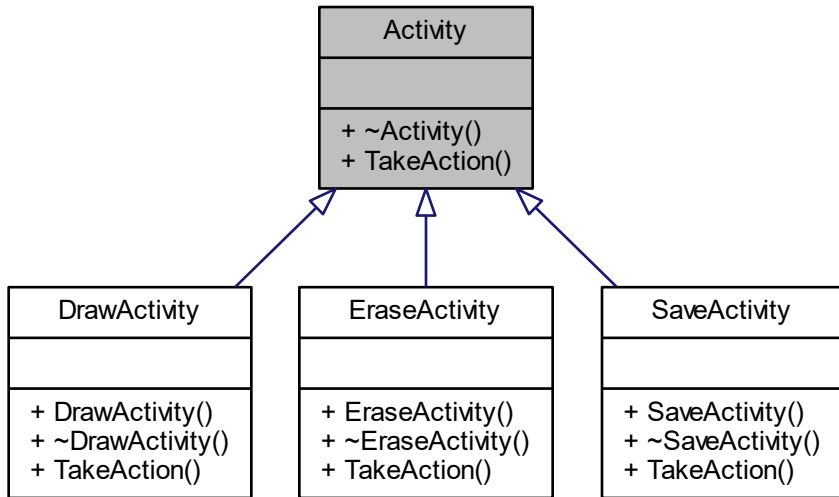 Activity
+ ~Activity()
+ TakeAction()
DrawActivity
+ DrawActivity()
+ ~DrawActivity()
+ TakeAction()
EraseActivity
+ EraseActivity()
+ ~EraseActivity()
+ TakeAction()
SaveActivity
+ SaveActivity()
+ ~SaveActivity()
+ TakeAction()